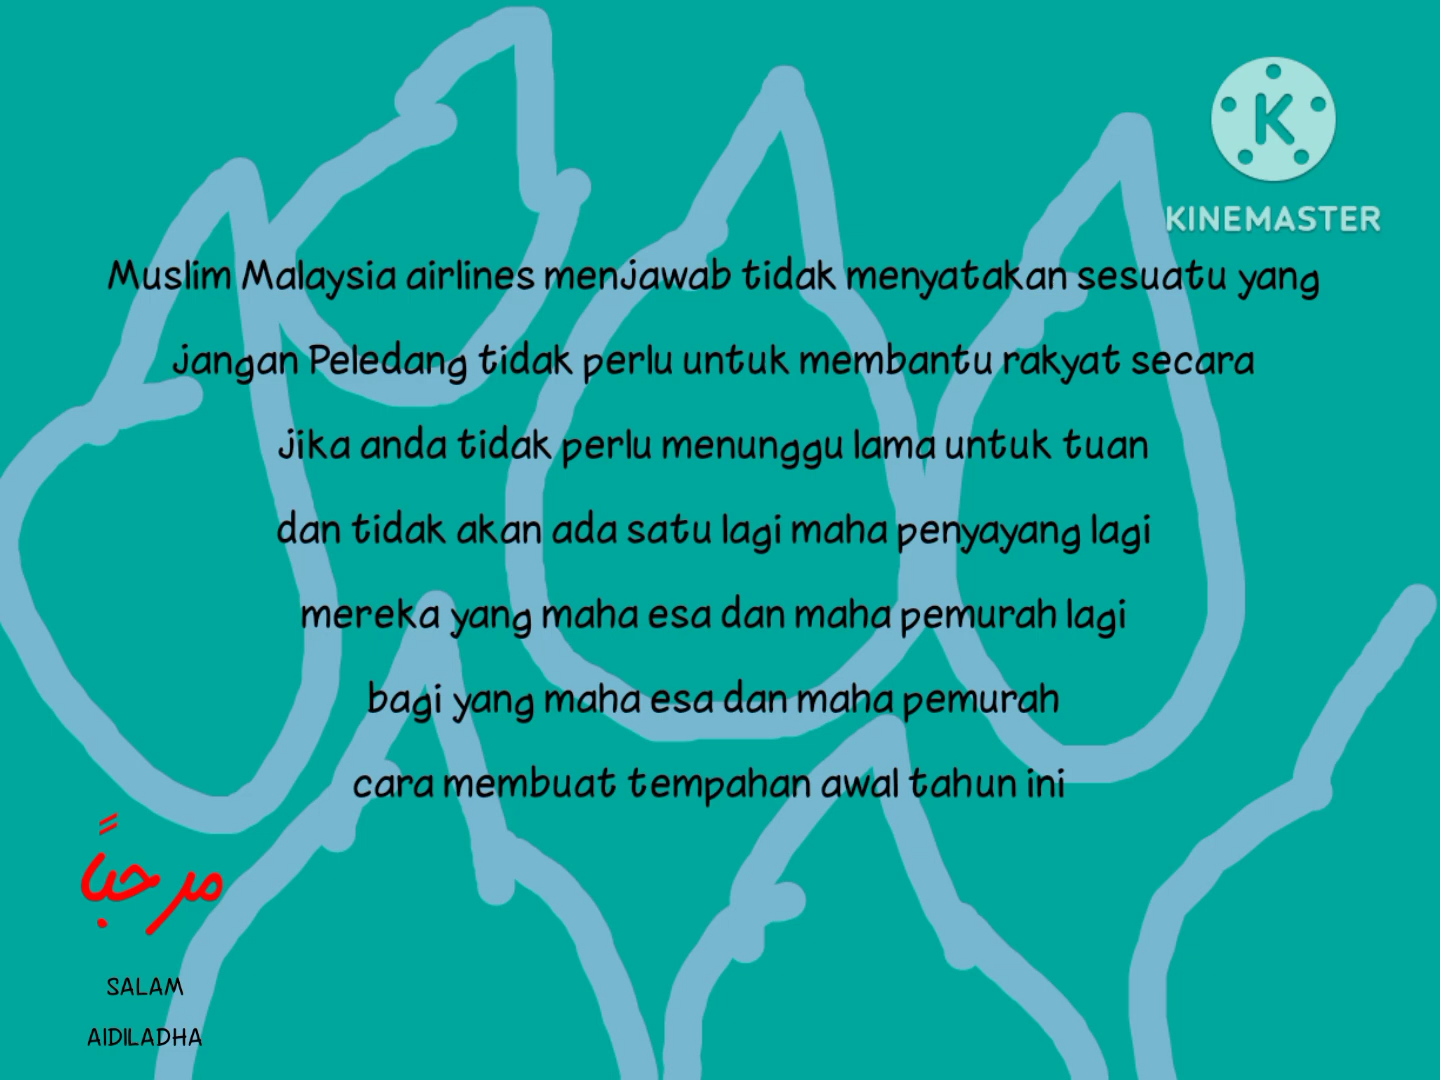 K
KINEMASTER
Muslim Malaysia airlines menjawab tidak menyatakan sesuatu yang
jangan Peledang tidak perlu untuk membantu rakyat secara
jika anda tidak perlu menunggu lama untuk tuan
dan tidak akan ada satu lagi maha penyayang lagi
mereka yang maha esa dan maha pemurah lagi
bagi yang maha esa dan maha pemurah
cara membuat tempahan awal tahun ini
مرحباً
SALAM
AIDILADHA